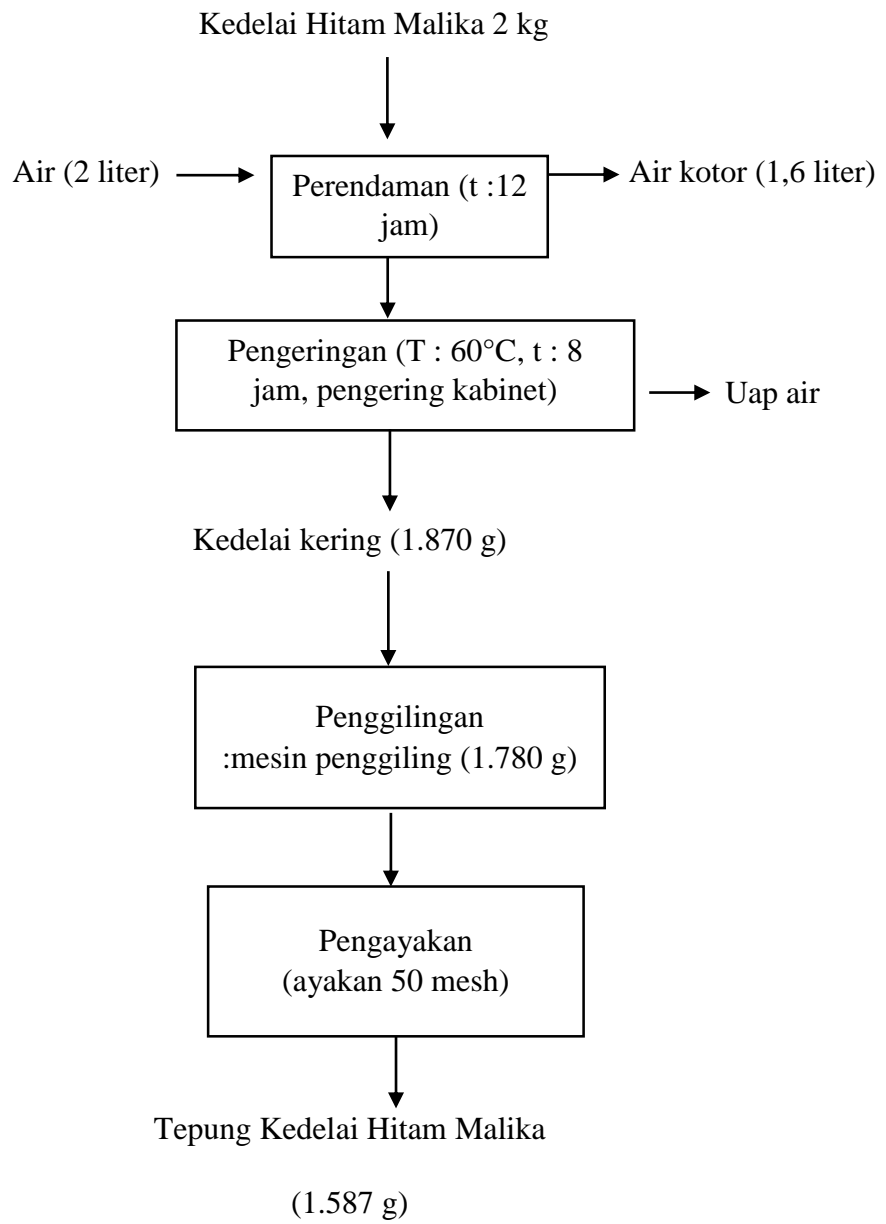 Kedelai Hitam Malika 2 kg
Air (2 liter)
Perendaman (t :12
jam)
Air kotor (1,6 liter)
Pengeringan (T : 60°C, t : 8
jam, pengering kabinet)
Uap air
Kedelai kering (1.870 g)
Penggilingan
:mesin penggiling (1.780 g)
Pengayakan
(ayakan 50 mesh)
Tepung Kedelai Hitam Malika
(1.587 g)